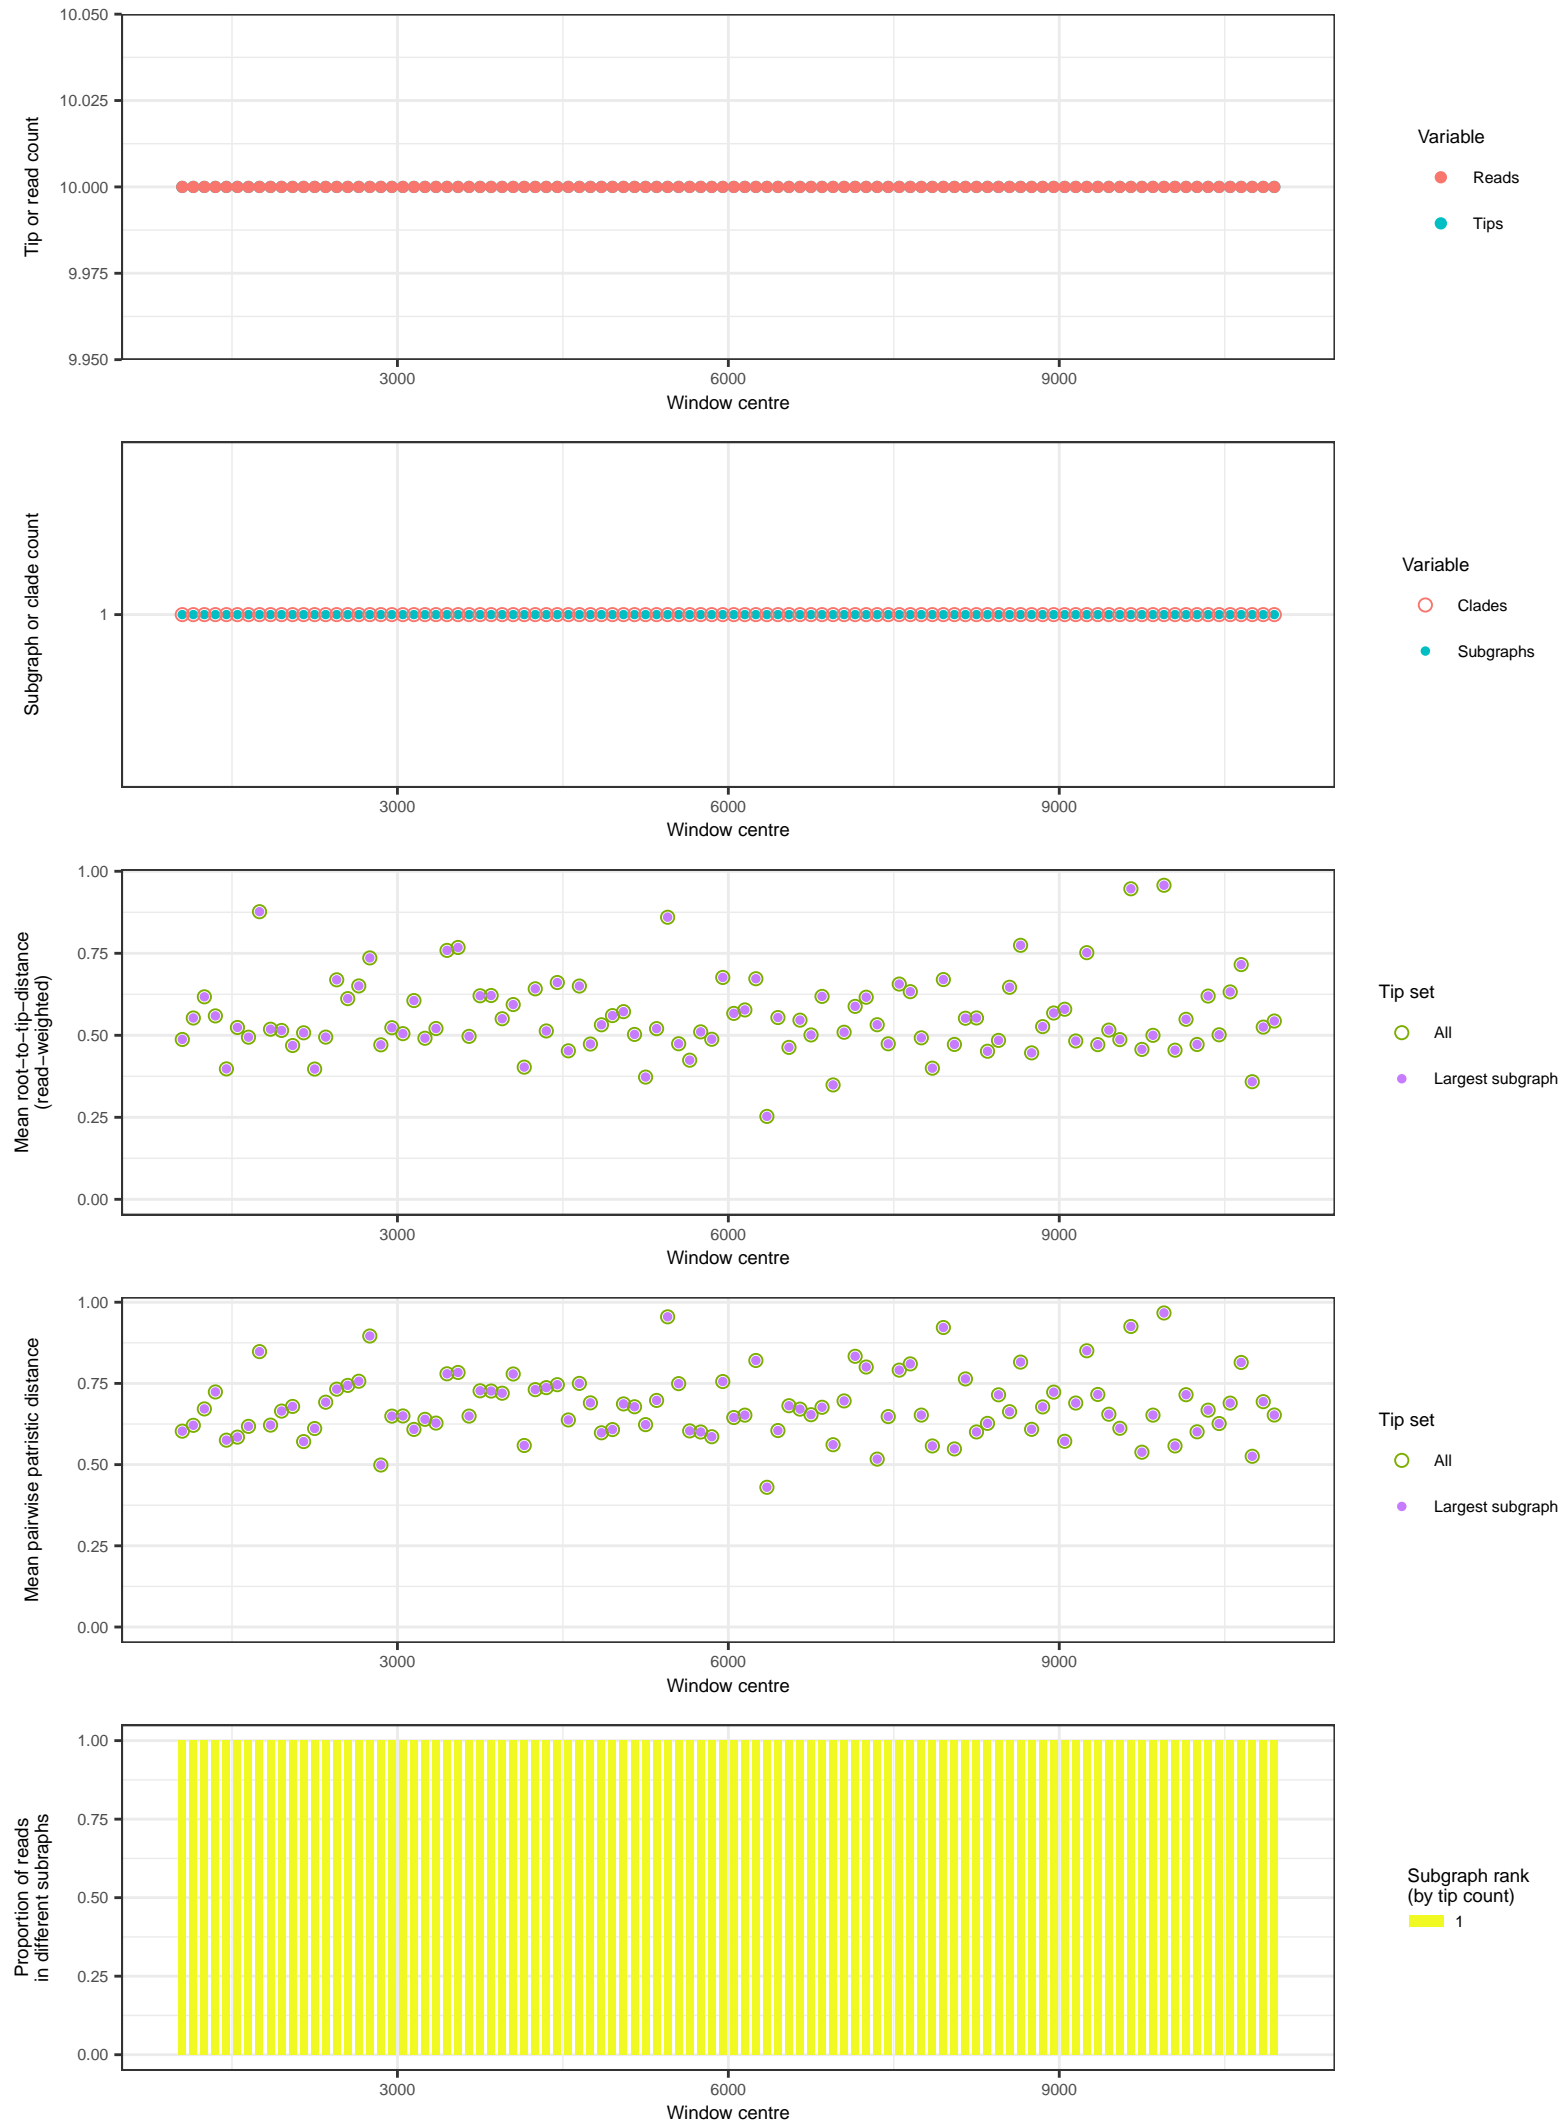 10.050
10.025
10.000
9.975
9.950
Tip or read count
3000
6000
9000
Window centre
Variable
Reads
Tips
1
Subgraph or clade count
3000
6000
9000
Window centre
Variable
Clades
Subgraphs
1.00
0.75
0.50
0.25
0.00
Mean root−to−tip−distance
(read−weighted)
3000
6000
9000
Window centre
Tip set
All
Largest subgraph
1.00
0.75
0.50
0.25
0.00
Mean pairwise patristic distance
3000
6000
9000
Window centre
Tip set
All
Largest subgraph
1.00
0.75
0.50
0.25
0.00
Proportion of reads
in different subraphs
3000
6000
9000
Window centre
Subgraph rank
(by tip count)
1